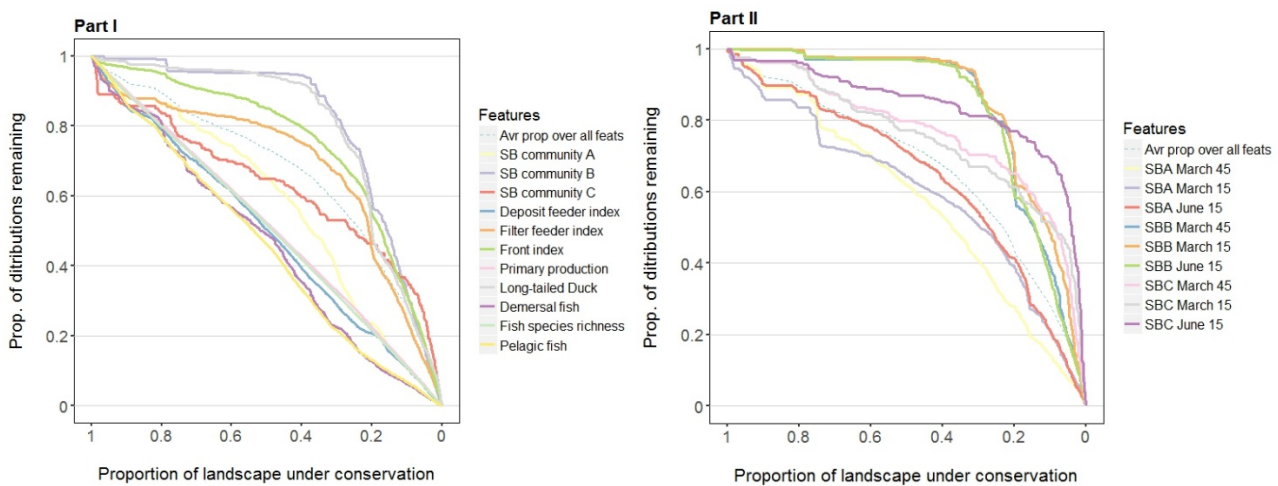 Part I
Prop. of ditributions remaining
1
0.8
0.6
0.4
0.2
0
1
0.8
0.6
0.4
0.2
0
Proportion of landscape under conservation
Features
Avr prop over all feats
SB community A
SB community B
SB community C
Deposit feeder index
Filter feeder index
Front index
Primary production
Long-tailed Duck
Demersal fish
Fish species richness
Pelagic fish
Part II
Prop. of ditributions remaining
1
0.8
0.6
0.4
0.2
0
1
0.8
0.6
0.4
0.2
0
Proportion of landscape under conservation
Features
Avr prop over all feats
SBA March 45
SBA March 15
SBA June 15
SBB March 45
SBB March 15
SBB June 15
SBC March 45
SBC March 15
SBC June 15